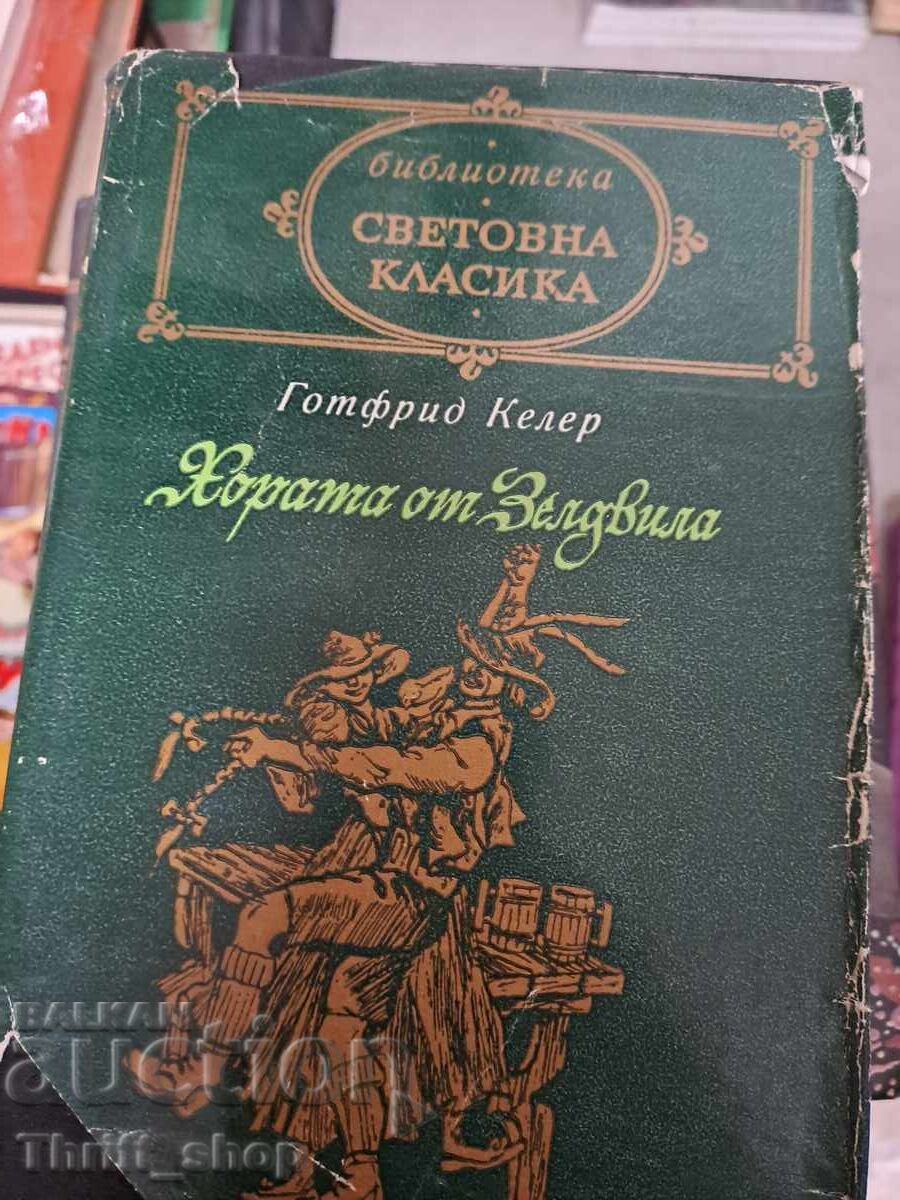 библиотека
СВЕТОВНА
КЛАСИКА
Готфрид Келер
Хората от Зелдвила
BALKAN
auction
Thrift_shop